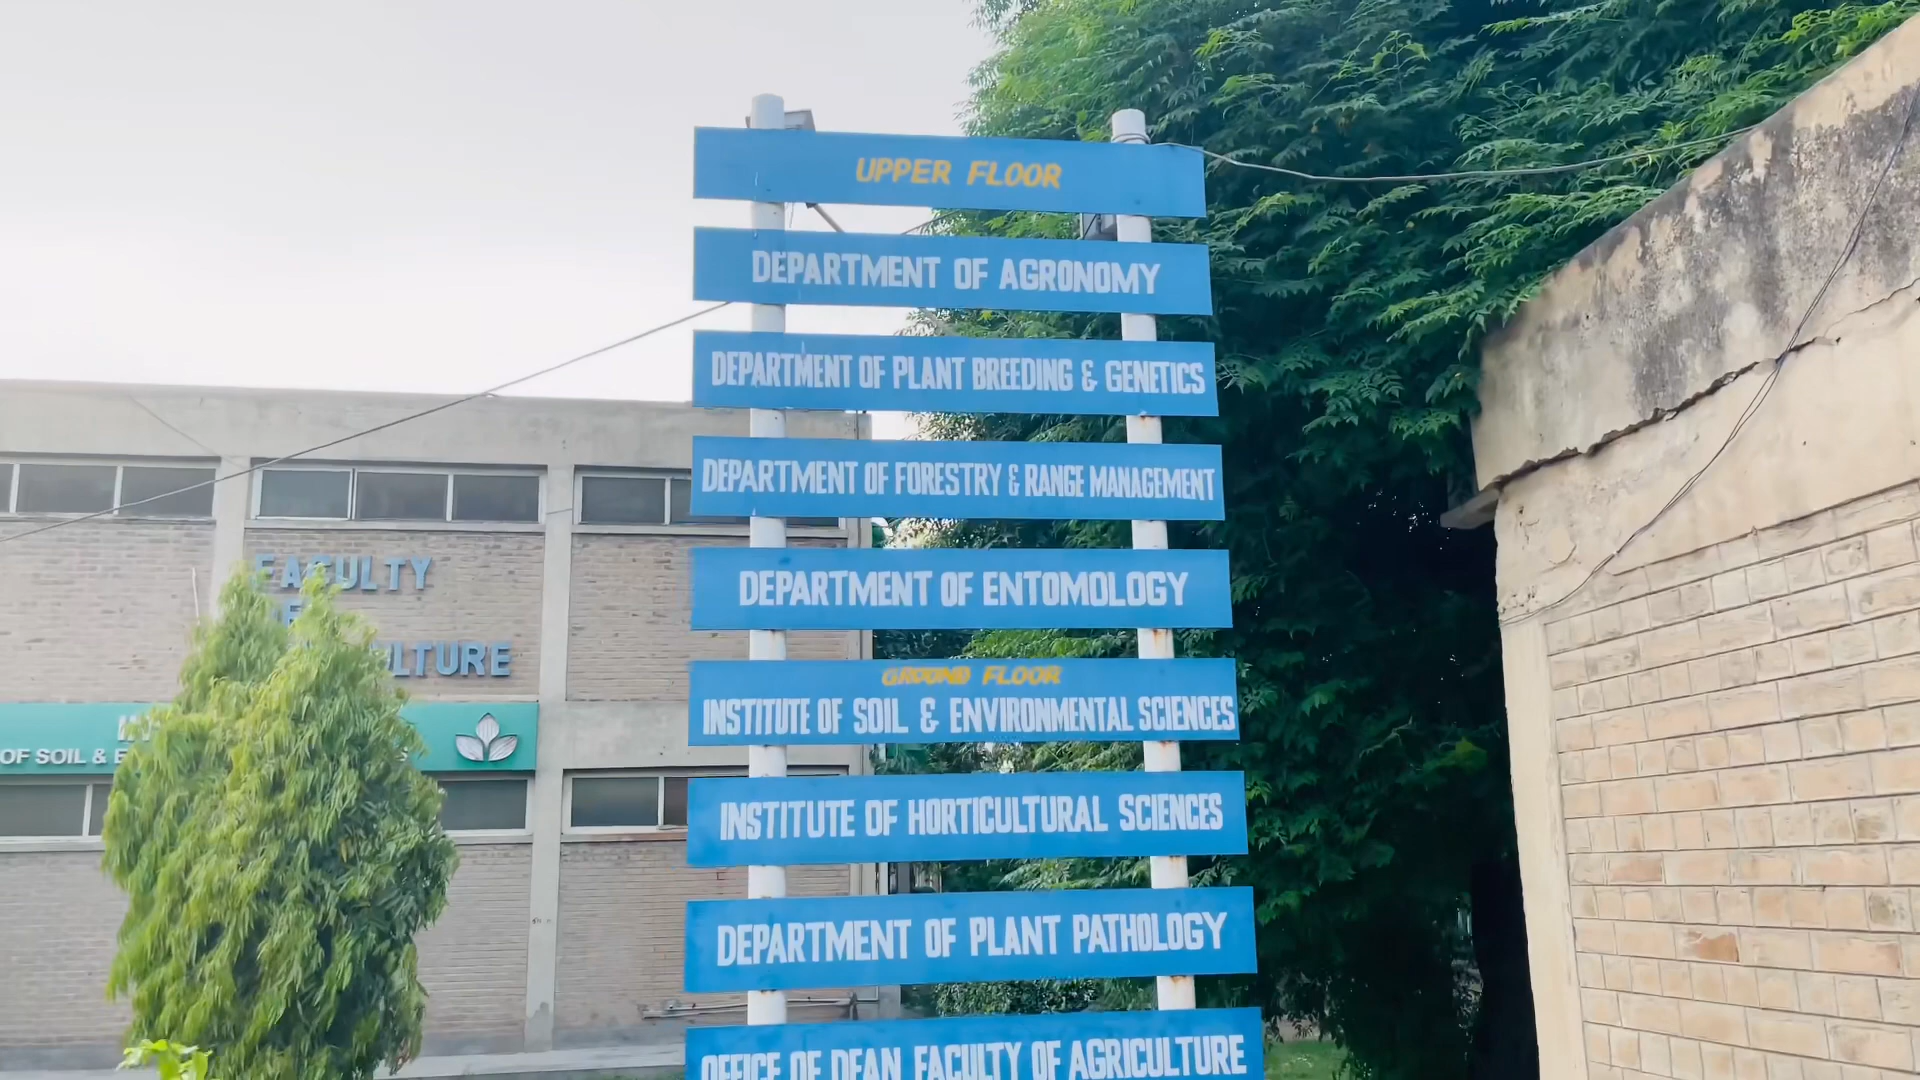 UPPER FLOOR
DEPARTMENT OF AGRONOMY
DEPARTMENT OF PLANT BREEDING & GENETICS
DEPARTMENT OF FORESTRY & RANGE MANAGEMENT
DEPARTMENT OF ENTOMOLOGY
GROUND FLOOR
INSTITUTE OF SOIL & ENVIRONMENTAL SCIENCES
INSTITUTE OF HORTICULTURAL SCIENCES
DEPARTMENT OF PLANT PATHOLOGY
OFFICE OF DEAN FACULTY OF AGRICULTURE
FACULTY
OF SOIL &